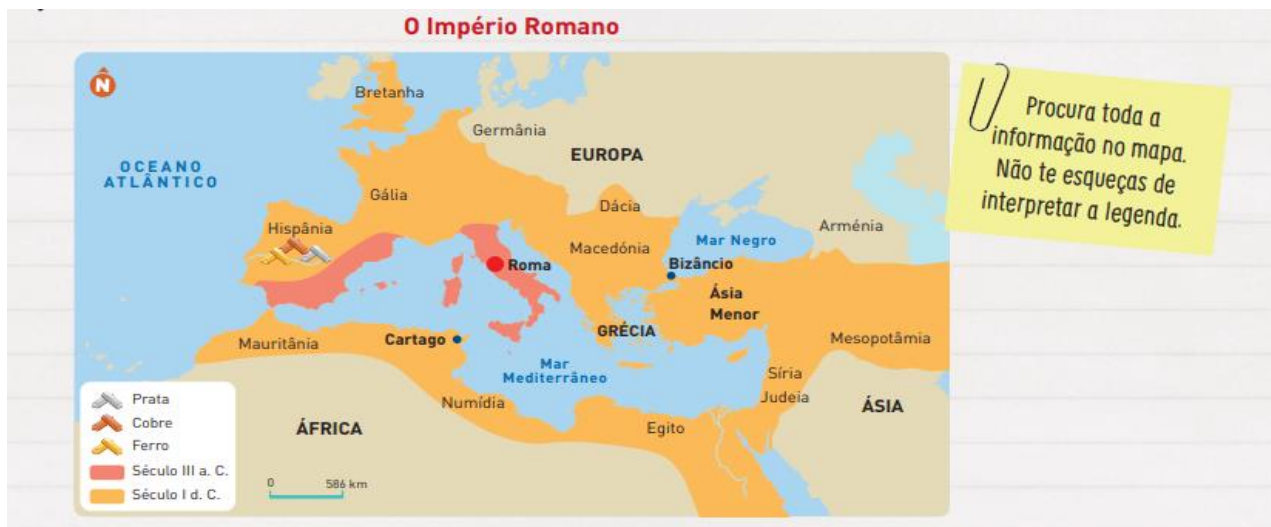 O Império Romano
N
Bretanha
Germânia
EUROPA
OCEANO
ATLÂNTICO
Gália
Dácia
Arménia
Hispânia
Macedónia
Mar Negro
Roma
Bizâncio
Ásia
Menor
GRÉCIA
Mauritânia
Cartago
Mesopotâmia
Mar
Mediterrâneo
Síria
Judeia
Numídia
ÁSIA
ÁFRICA
Egito
Prata
Cobre
Ferro
Século III a. C.
Século I d. C.
0 586 km
Procura toda a
informação no mapa.
Não te esqueças de
interpretar a legenda.